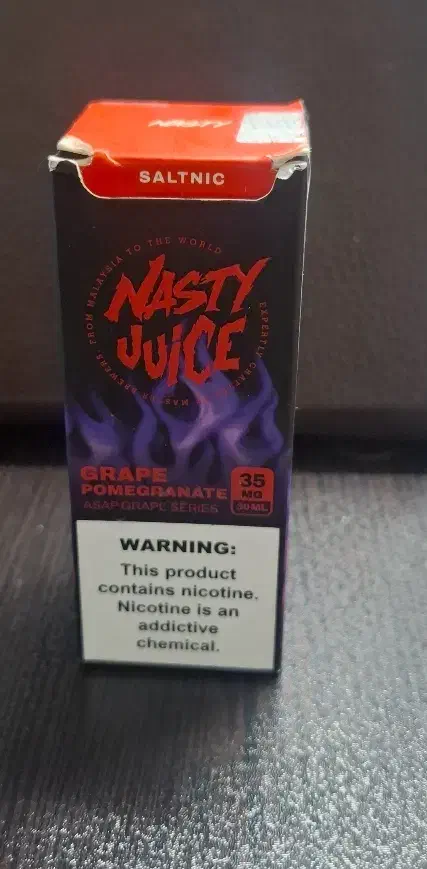 NASTY
SALTNIC
FROM MALAYSIA TO THE WORLD
NASTY
JUICE
GRAPE
POMEGRANATE
ASAP GRAPE SERIES
35
MG
30 ML
WARNING:
This product
contains nicotine.
Nicotine is an
addictive
chemical.